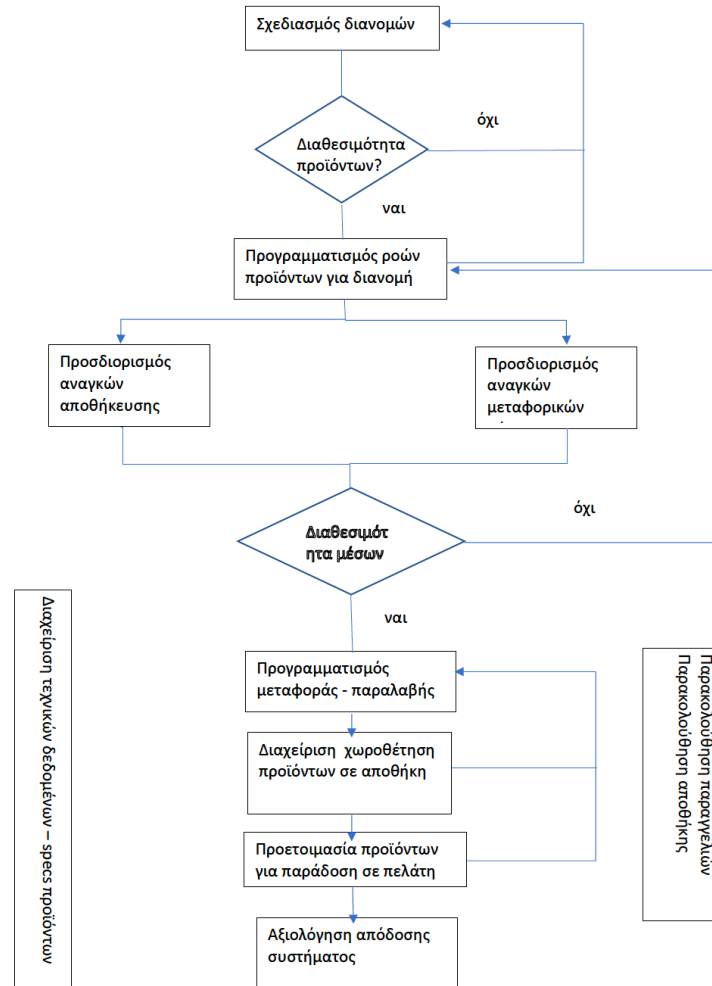 Σχεδιασμός διανομών
όχι
Διαθεσιμότητα
προϊόντων?
ναι
Προγραμματισμός ροών
προϊόντων για διανομή
Προσδιορισμός
αναγκών
αποθήκευσης
Προσδιορισμός
αναγκών
μεταφορικών
όχι
Διαθεσιμότ
ητα μέσων
ναι
Προγραμματισμός
μεταφοράς - παραλαβής
Διαχείριση χωροθέτηση
προϊόντων σε αποθήκη
Προετοιμασία προϊόντων
για παράδοση σε πελάτη
Αξιολόγηση απόδοσης
συστήματος
Διαχείριση τεχνικών δεδομένων – specs προϊόντων
Παρακολούθηση παραγγελιών
Παρακολούθηση αποθήκης